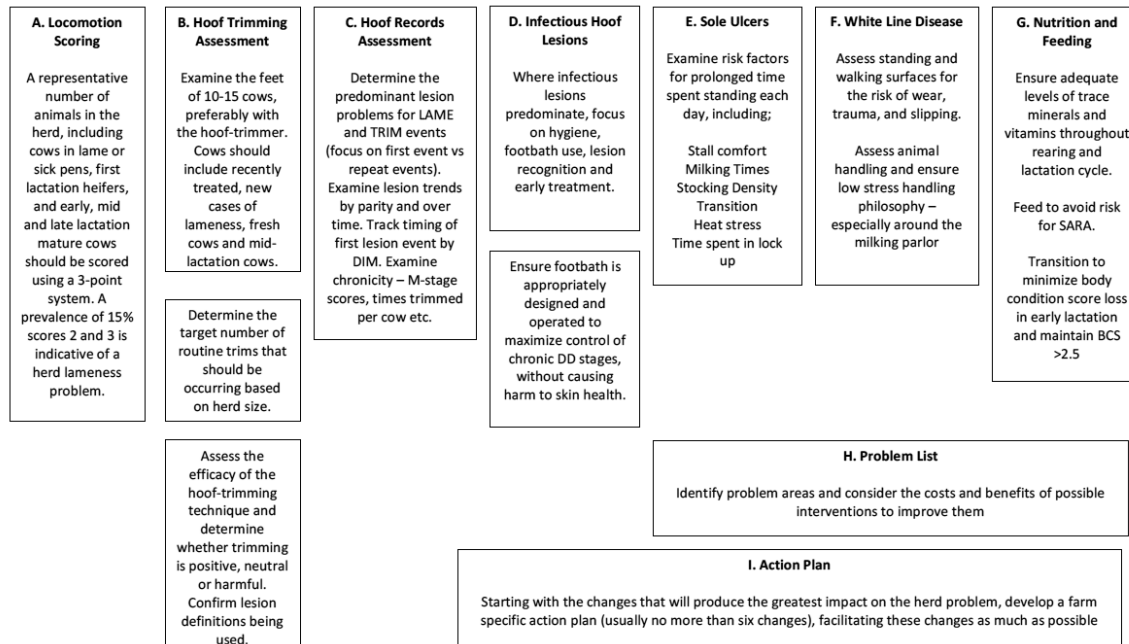 A. Locomotion
Scoring
A representative
number of
animals in the
herd, including
cows in lame or
sick pens, first
lactation heifers,
and early, mid
and late lactation
mature cows
should be scored
using a 3-point
system. A
prevalence of 15%
scores 2 and 3 is
indicative of a
herd lameness
problem.
B. Hoof Trimming
Assessment
Examine the feet
of 10-15 cows,
preferably with
the hoof-trimmer.
Cows should
include recently
treated, new
cases of
lameness, fresh
cows and mid-
lactation cows.
Determine the
target number of
routine trims that
should be
occurring based
on herd size.
Assess the
efficacy of the
hoof-trimming
technique and
determine
whether trimming
is positive, neutral
or harmful.
Confirm lesion
definitions being
used.
C. Hoof Records
Assessment
Determine the
predominant lesion
problems for LAME
and TRIM events
(focus on first event vs
repeat events).
Examine lesion trends
by parity and over
time. Track timing of
first lesion event by
DIM. Examine
chronicity – M-stage
scores, times trimmed
per cow etc.
D. Infectious Hoof
Lesions
Where infectious
lesions
predominate, focus
on hygiene,
footbath use, lesion
recognition and
early treatment.
Ensure footbath is
appropriately
designed and
operated to
maximize control of
chronic DD stages,
without causing
harm to skin health.
E. Sole Ulcers
Examine risk factors
for prolonged time
spent standing each
day, including;
Stall comfort
Milking Times
Stocking Density
Transition
Heat stress
Time spent in lock
up
F. White Line Disease
Assess standing and
walking surfaces for
the risk of wear,
trauma, and slipping.
Assess animal
handling and ensure
low stress handling
philosophy –
especially around the
milking parlor
G. Nutrition and
Feeding
Ensure adequate
levels of trace
minerals and
vitamins throughout
rearing and
lactation cycle.
Feed to avoid risk
for SARA.
Transition to
minimize body
condition score loss
in early lactation
and maintain BCS
>2.5
H. Problem List
Identify problem areas and consider the costs and benefits of possible
interventions to improve them
I. Action Plan
Starting with the changes that will produce the greatest impact on the herd problem, develop a farm
specific action plan (usually no more than six changes), facilitating these changes as much as possible